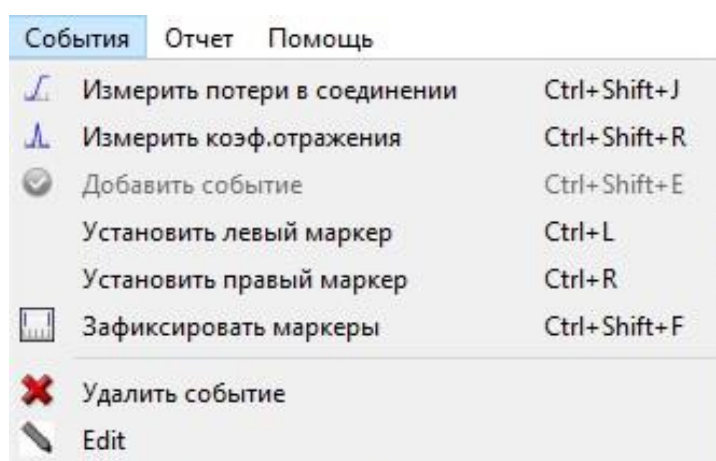 События Отчет Помощь
Измерить потери в соединении Ctrl+Shift+J
Измерить коэф.отражения Ctrl+Shift+R
Добавить событие Ctrl+Shift+E
Установить левый маркер Ctrl+L
Установить правый маркер Ctrl+R
Зафиксировать маркеры Ctrl+Shift+F
Удалить событие
Edit